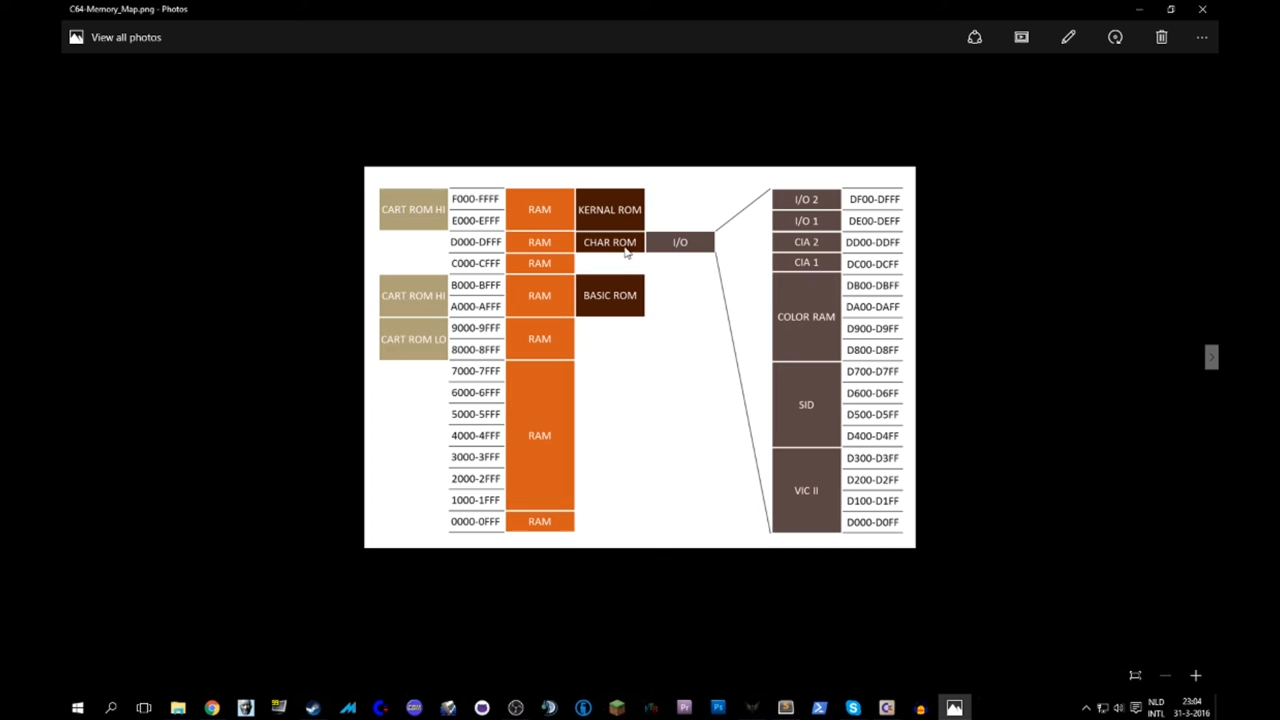 C64-Memory_Map.png - Photos
View all photos
CART ROM HI
F000-FFFF
E000-EFFF
RAM
KERNAL ROM
D000-DFFF
RAM
CHAR ROM
I/O
C000-CFFF
RAM
CART ROM HI
B000-BFFF
A000-AFFF
RAM
BASIC ROM
CART ROM LO
9000-9FFF
8000-8FFF
RAM
7000-7FFF
6000-6FFF
5000-5FFF
4000-4FFF
RAM
3000-3FFF
2000-2FFF
1000-1FFF
0000-0FFF
RAM
I/O 2
DF00-DFFF
I/O 1
DE00-DEFF
CIA 2
DD00-DDFF
CIA 1
DC00-DCFF
DB00-DBFF
DA00-DAFF
COLOR RAM
D900-D9FF
D800-D8FF
D700-D7FF
D600-D6FF
SID
D500-D5FF
D400-D4FF
D300-D3FF
D200-D2FF
VIC II
D100-D1FF
D000-D0FF
NLD
INTL
23:04
31-3-2016